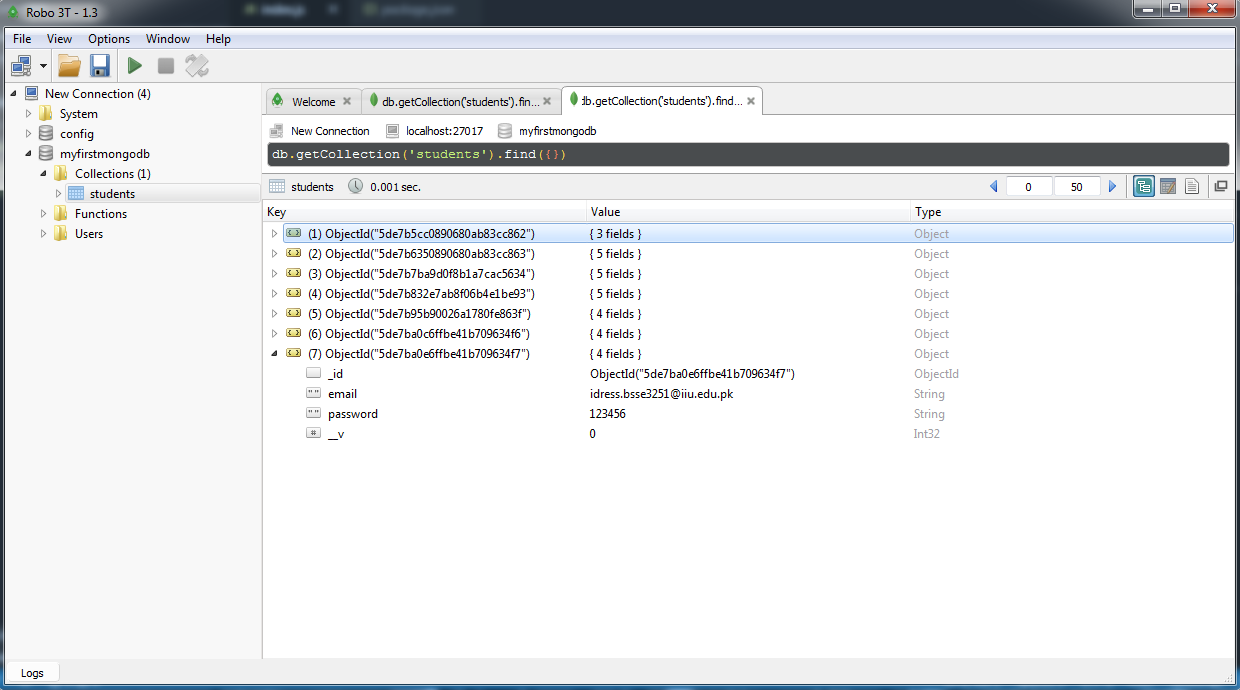 Robo 3T - 1.3
File View Options Window Help
New Connection (4)
System
config
myfirstmongodb
Collections (1)
students
Functions
Users
Welcome db.getCollection('students').fin... db.getCollection('students').find...
New Connection localhost:27017 myfirstmongodb
db.getCollection('students').find({})
students 0.001 sec. 0 50
Key Value Type
(1) ObjectId("5de7b5cc0890680ab83cc862") { 3 fields } Object
(2) ObjectId("5de7b6350890680ab83cc863") { 5 fields } Object
(3) ObjectId("5de7b7ba9d0f8b1a7cac5634") { 5 fields } Object
(4) ObjectId("5de7b832e7ab8f06b4e1be93") { 5 fields } Object
(5) ObjectId("5de7b95b90026a1780fe863f") { 4 fields } Object
(6) ObjectId("5de7ba0c6ffbe41b709634f6") { 4 fields } Object
(7) ObjectId("5de7ba0e6ffbe41b709634f7") { 4 fields } Object
_id ObjectId("5de7ba0e6ffbe41b709634f7") ObjectId
" " email idress.bsse3251@iiu.edu.pk String
" " password 123456 String
# __v 0 Int32
Logs